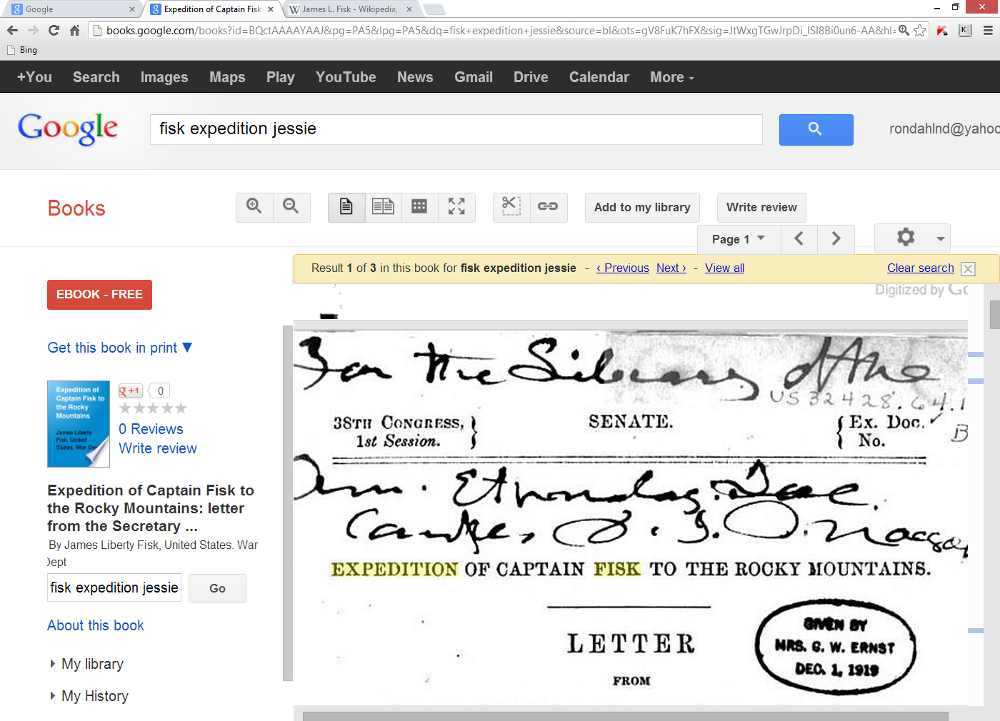 Google
Expedition of Captain Fisk
James L. Fisk - Wikipedia,
books.google.com/books?id=BQctAAAAYAAJ&pg=PA5&lpg=PA5&dq=fisk+expedition+jessie&source=bl&ots=gV8FuK7hFX&sig=JtWxgTGwJrpDi_ISI8Bi0un6-AA&hl=
Bing
+You Search Images Maps Play YouTube News Gmail Drive Calendar More
Google fisk expedition jessie rondahlnd@yahoo
Books Add to my library Write review
Page 1
Result 1 of 3 in this book for fisk expedition jessie - ‹ Previous Next › - View all Clear search
Digitized by Go
EBOOK - FREE
Get this book in print ▼
Expedition of
Captain Fisk to
the Rocky
Mountains
James Liberty
Fisk, United
States. War De
g +1 0
0 Reviews
Write review
Expedition of Captain Fisk to
the Rocky Mountains: letter
from the Secretary ...
By James Liberty Fisk, United States. War
Dept
fisk expedition jessie Go
About this book
My library
My History
For the Library of the
US 32428.64.1
38TH CONGRESS, SENATE. Ex. Doc.
1st Session. No.
B
EXPEDITION OF CAPTAIN FISK TO THE ROCKY MOUNTAINS.
LETTER
FROM
GIVEN BY
MRS. G. W. ERNST
DEC. 1, 1919